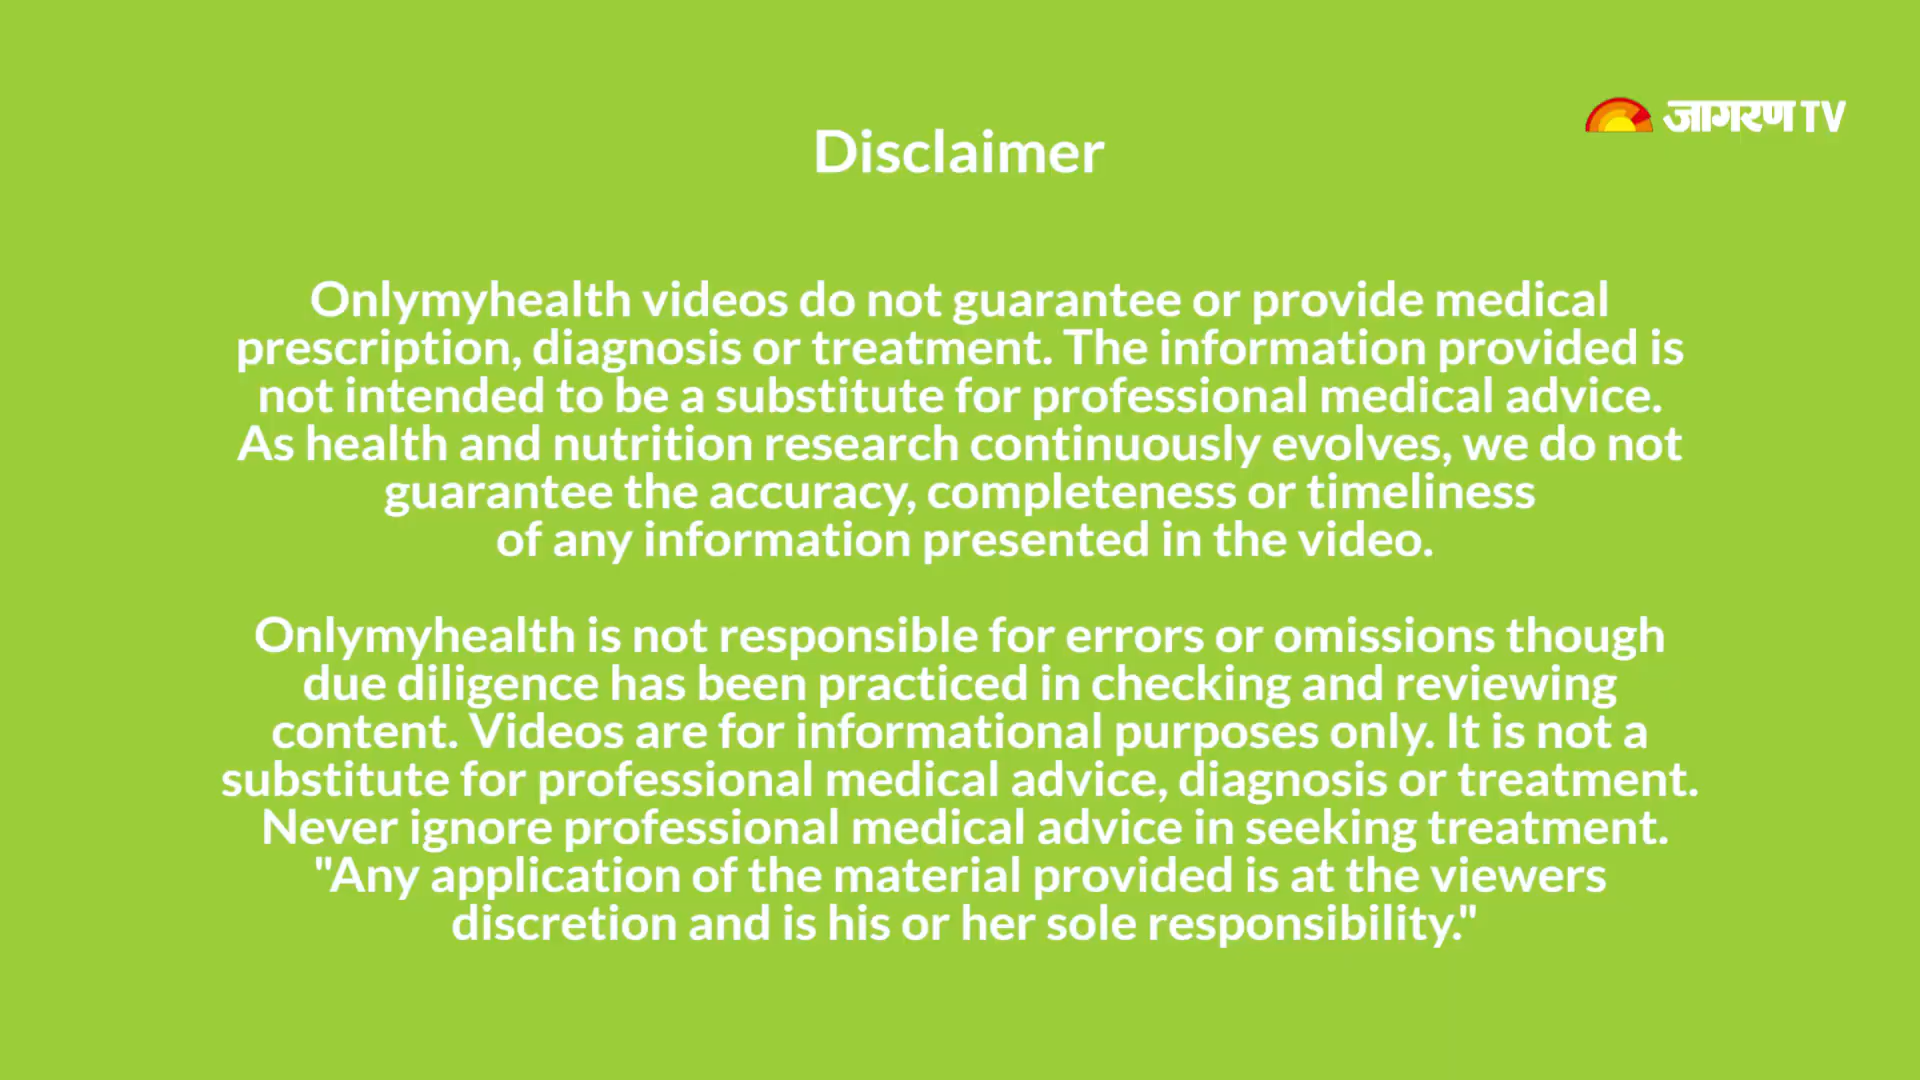 जागरण TV
Disclaimer
Onlymyhealth videos do not guarantee or provide medical
prescription, diagnosis or treatment. The information provided is
not intended to be a substitute for professional medical advice.
As health and nutrition research continuously evolves, we do not
guarantee the accuracy, completeness or timeliness
of any information presented in the video.
Onlymyhealth is not responsible for errors or omissions though
due diligence has been practiced in checking and reviewing
content. Videos are for informational purposes only. It is not a
substitute for professional medical advice, diagnosis or treatment.
Never ignore professional medical advice in seeking treatment.
"Any application of the material provided is at the viewers
discretion and is his or her sole responsibility."